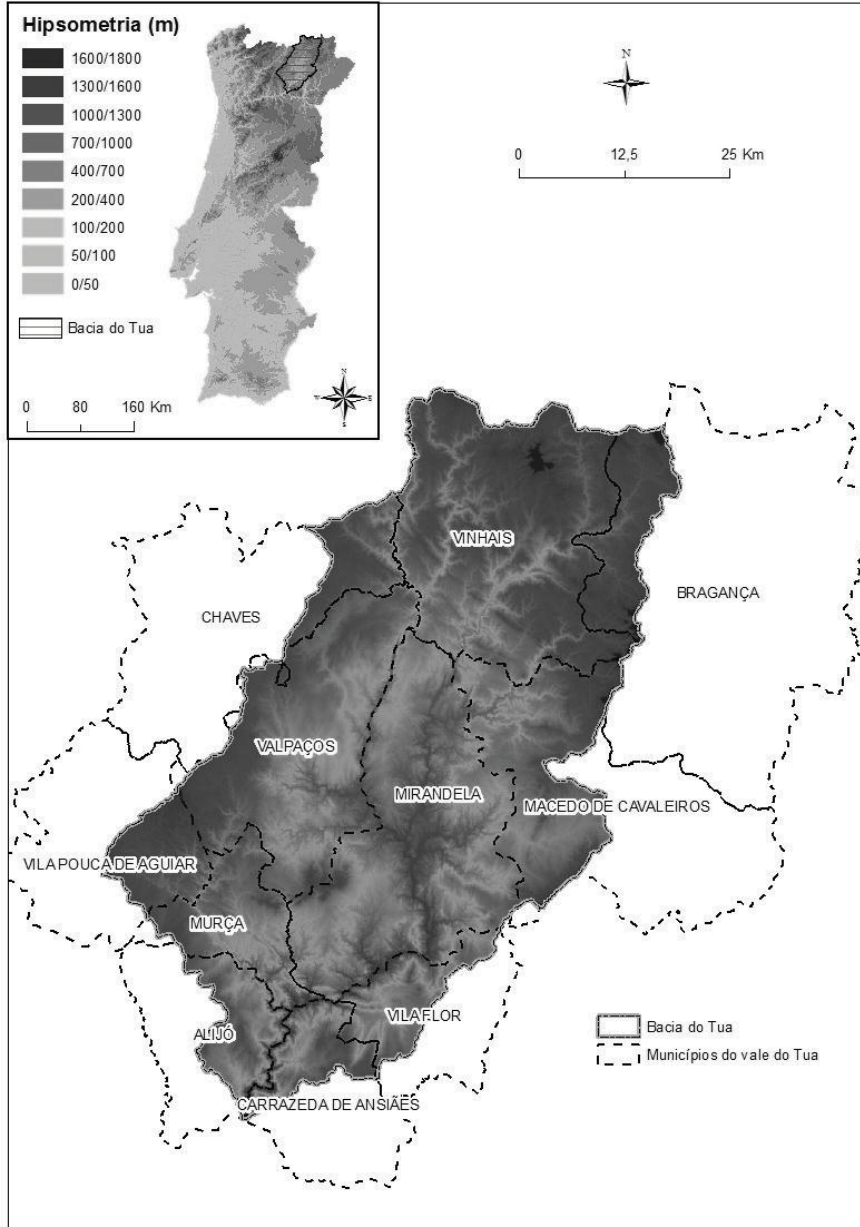 Hipsometria (m)
1600/1800
1300/1600
1000/1300
700/1000
400/700
200/400
100/200
50/100
0/50
Bacia do Tua
0 80 160 Km
N
W E
S
N
0 12,5 25 Km
VINHAIS
BRAGANÇA
CHAVES
VALPAÇOS
MIRANDELA
MACEDO DE CAVALEIROS
VILA POUCA DE AGUIAR
MURÇA
VILA FLOR
ALIJÓ
CARRAZEDA DE ANSIÃES
Bacia do Tua
Municípios do vale do Tua